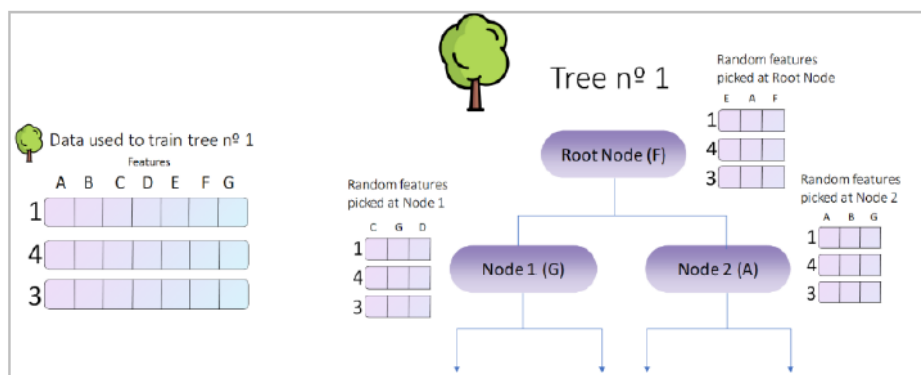 Tree nº 1
Random features
picked at Root Node
E A F
1
4
3
Data used to train tree nº 1
Features
A B C D E F G
1
4
3
Root Node (F)
Random features
picked at Node 1
C G D
1
4
3
Random features
picked at Node 2
A B G
1
4
3
Node 1 (G)
Node 2 (A)